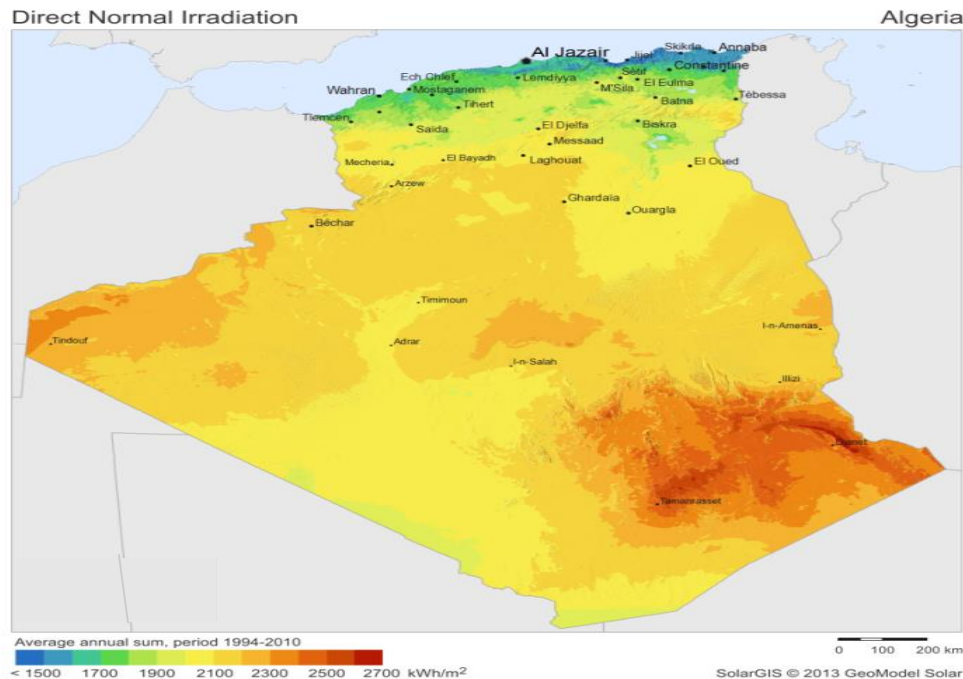 Direct Normal Irradiation
Algeria
Skikda
Annaba
Al Jazair
Jijel
Constantine
Ech Chlef
Lemdiyya
Sétif
El Eulma
Wahran
Mostaganem
M'Sila
Batna
Tébessa
Tihert
Tlemcen
Saida
El Djelfa
Biskra
Messaad
Mecheria
El Bayadh
Laghouat
El Oued
Arzew
Ghardaïa
Ouargla
Béchar
Timimoun
I-n-Amenas
Tindouf
Adrar
I-n-Salah
Illizi
Djanet
Tamanrasset
Average annual sum, period 1994-2010
< 1500 1700 1900 2100 2300 2500 2700 kWh/m²
0 100 200 km
SolarGIS © 2013 GeoModel Solar